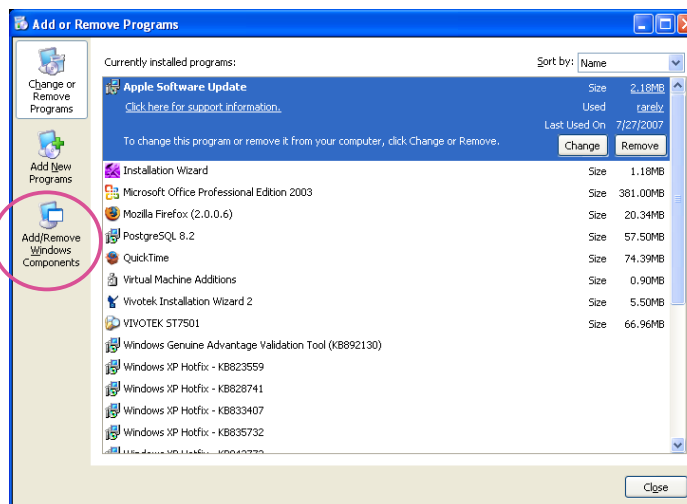 Add or Remove Programs
Change or
Remove
Programs
Add New
Programs
Add/Remove
Windows
Components
Currently installed programs:
Sort by: Name
Apple Software Update Size 2.18MB
Click here for support information. Used rarely
Last Used On 7/27/2007
To change this program or remove it from your computer, click Change or Remove. Change Remove
Installation Wizard Size 1.18MB
Microsoft Office Professional Edition 2003 Size 381.00MB
Mozilla Firefox (2.0.0.6) Size 20.34MB
PostgreSQL 8.2 Size 57.50MB
QuickTime Size 74.39MB
Virtual Machine Additions Size 0.90MB
Vivotek Installation Wizard 2 Size 5.50MB
VIVOTEK ST7501 Size 66.96MB
Windows Genuine Advantage Validation Tool (KB892130)
Windows XP Hotfix - KB823559
Windows XP Hotfix - KB828741
Windows XP Hotfix - KB833407
Windows XP Hotfix - KB835732
Windows XP Hotfix
Close